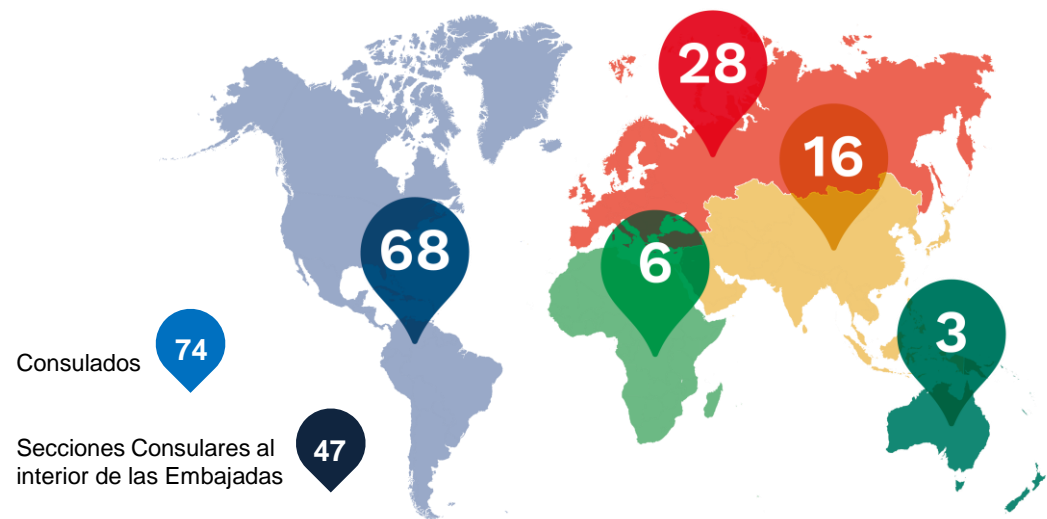 28
16
68
6
3
Consulados 74
Secciones Consulares al
interior de las Embajadas 47